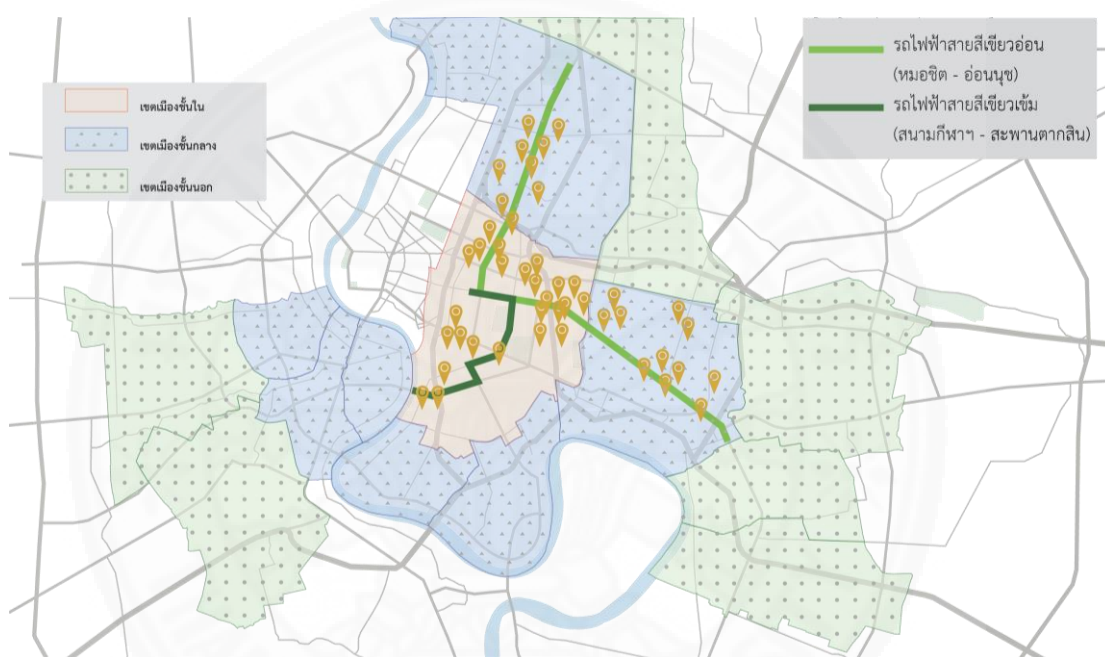 รถไฟฟ้าสายสีเขียวอ่อน
(หมอชิต - อ่อนนุช)
รถไฟฟ้าสายสีเขียวเข้ม
(สนามกีฬาฯ - สะพานตากสิน)
เขตเมืองชั้นใน
เขตเมืองชั้นกลาง
เขตเมืองชั้นนอก